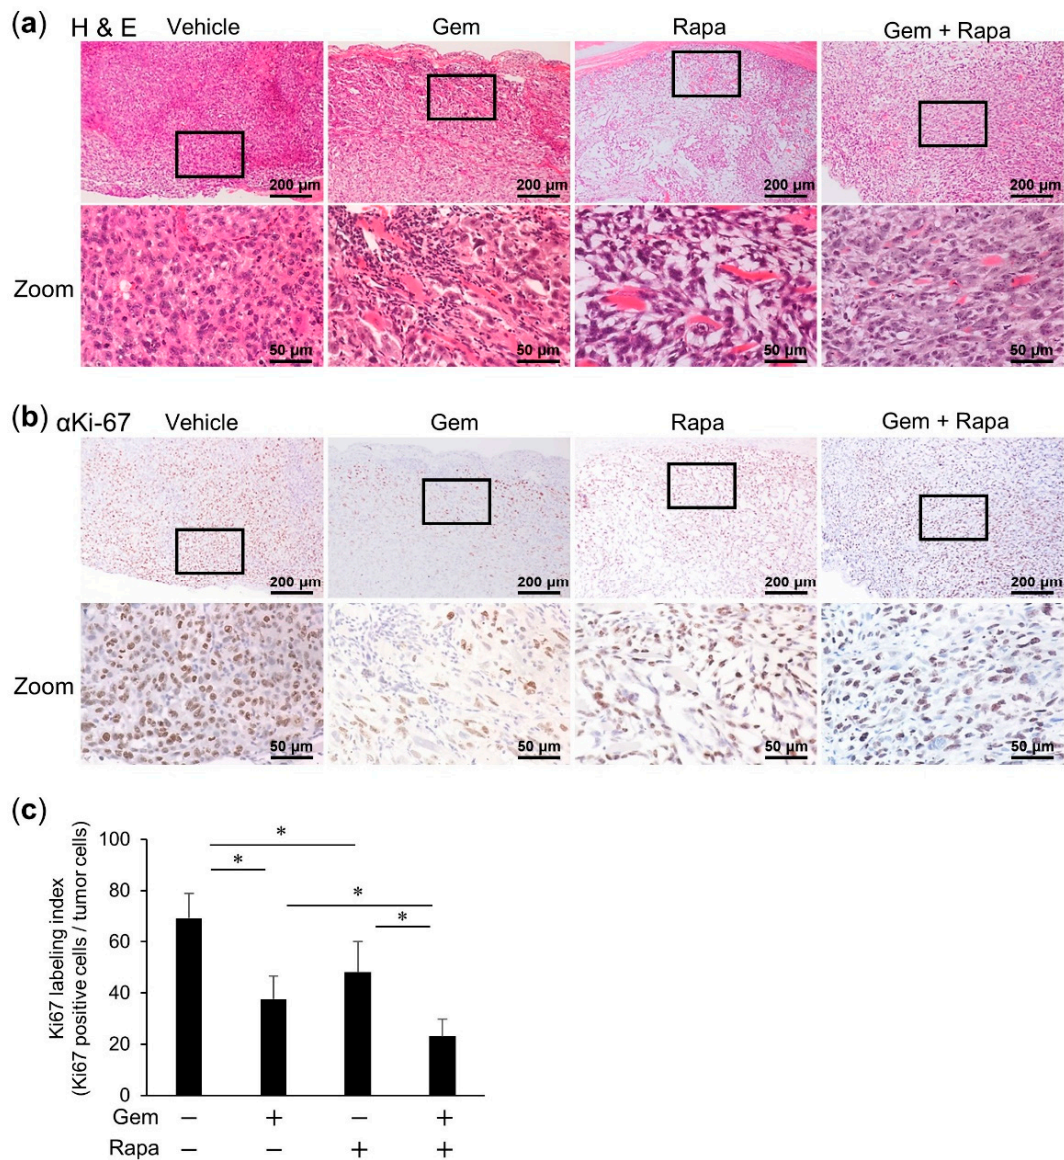 (a) H & E Vehicle Gem Rapa Gem + Rapa
200 μm 200 μm 200 μm 200 μm
Zoom
50 μm 50 μm 50 μm 50 μm
(b) αKi-67 Vehicle Gem Rapa Gem + Rapa
200 μm 200 μm 200 μm 200 μm
Zoom
50 μm 50 μm 50 μm 50 μm
(c)
Ki67 labeling index
(Ki67 positive cells / tumor cells)
100
80
60
40
20
0
*
*
*
*
Gem − + − +
Rapa − − + +